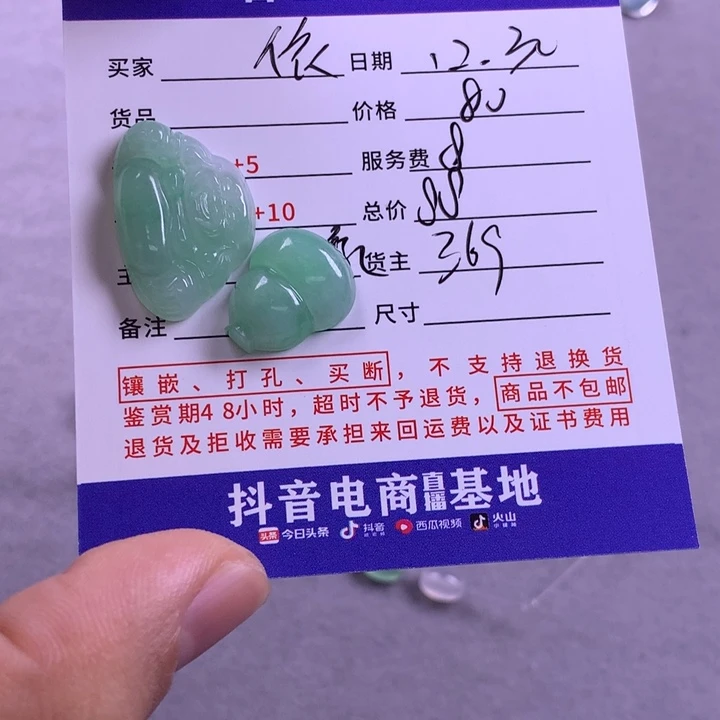 买家 依人 日期 12.30
货品 价格 80
+5 服务费 8
+10 总价 88
主 货主 369
备注 尺寸
镶嵌、打孔、买断，不支持退换货
鉴赏期48小时，超时不予退货，商品不包邮
退货及拒收需要承担来回运费以及证书费用
抖音电商直播基地
头条 今日头条 抖音 西瓜视频 火山